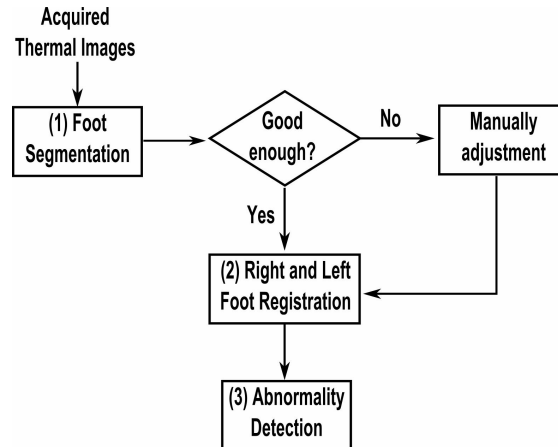 Acquired
Thermal Images
(1) Foot
Segmentation
Good
enough?
No
Manually
adjustment
Yes
(2) Right and Left
Foot Registration
(3) Abnormality
Detection